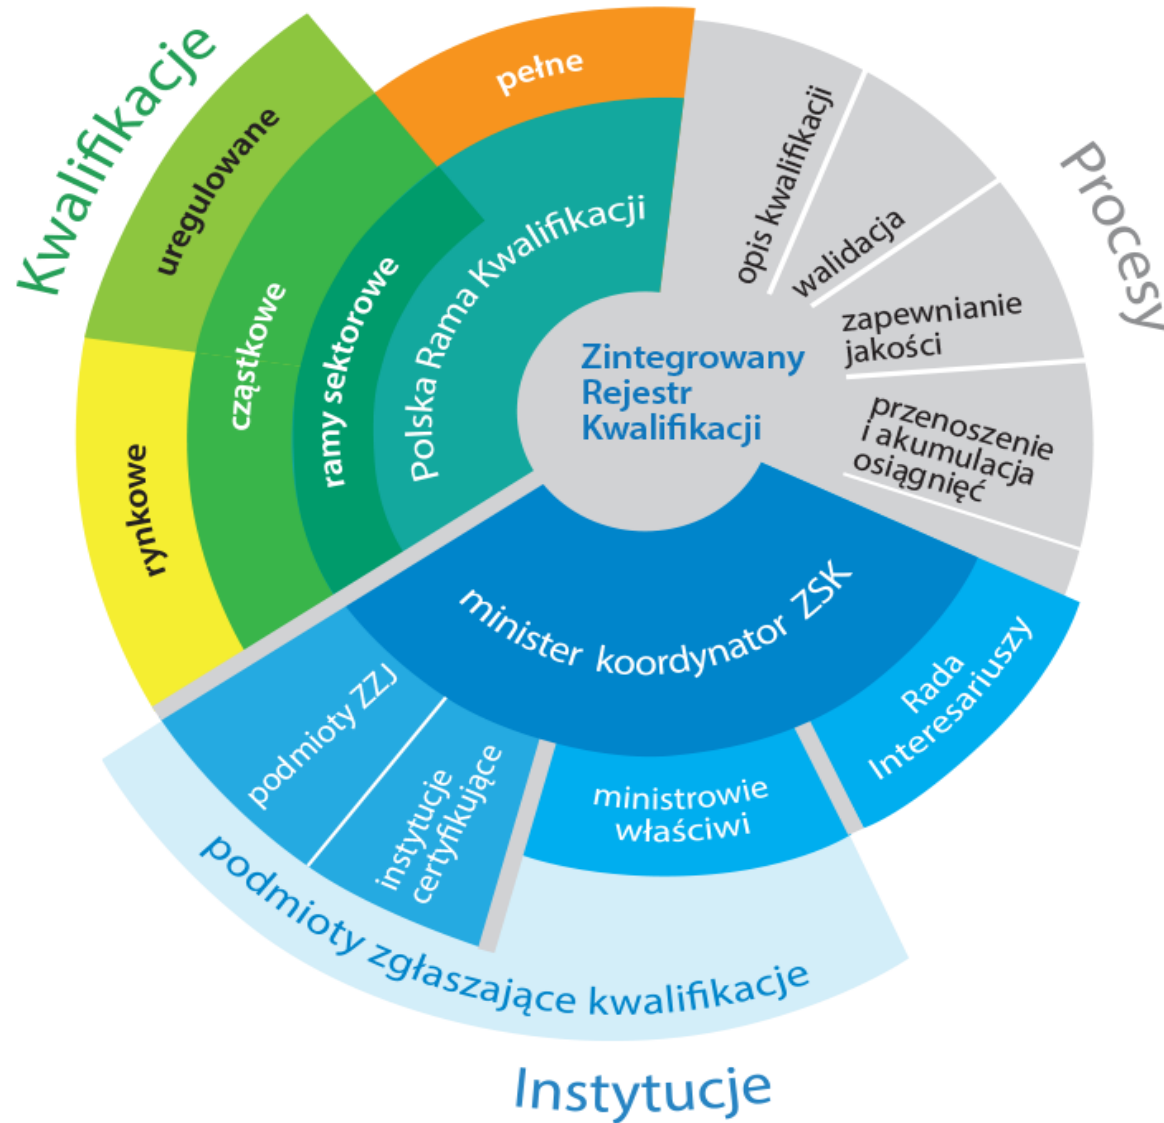 Kwalifikacje
uregulowane
rynkowe
cząstkowe
pełne
ramy sektorowe
Polska Rama Kwalifikacji
Zintegrowany
Rejestr
Kwalifikacji
Procesy
opis kwalifikacji
walidacja
zapewnianie
jakości
przenoszenie
i akumulacja
osiągnięć
minister koordynator ZSK
Rada
Interesariuszy
ministrowie
właściwi
instytucje
certyfikujące
podmioty ZZJ
podmioty zgłaszające kwalifikacje
Instytucje